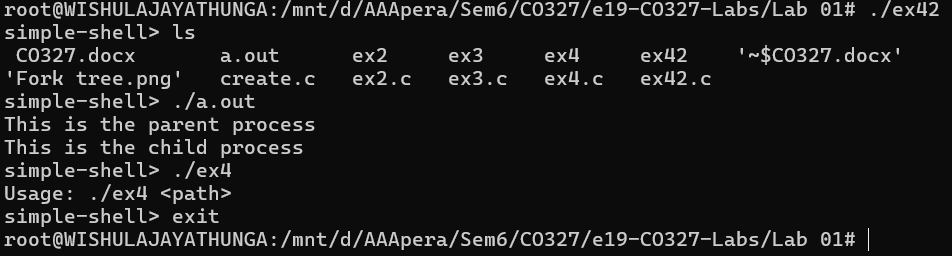 root@WISHULAJAYATHUNGA:/mnt/d/AAApera/Sem6/CO327/e19-CO327-Labs/Lab 01# ./ex42
simple-shell> ls
 CO327.docx       a.out      ex2     ex3     ex4     ex42     '~$CO327.docx'
'Fork tree.png'   create.c   ex2.c   ex3.c   ex4.c   ex42.c
simple-shell> ./a.out
This is the parent process
This is the child process
simple-shell> ./ex4
Usage: ./ex4 <path>
simple-shell> exit
root@WISHULAJAYATHUNGA:/mnt/d/AAApera/Sem6/CO327/e19-CO327-Labs/Lab 01#